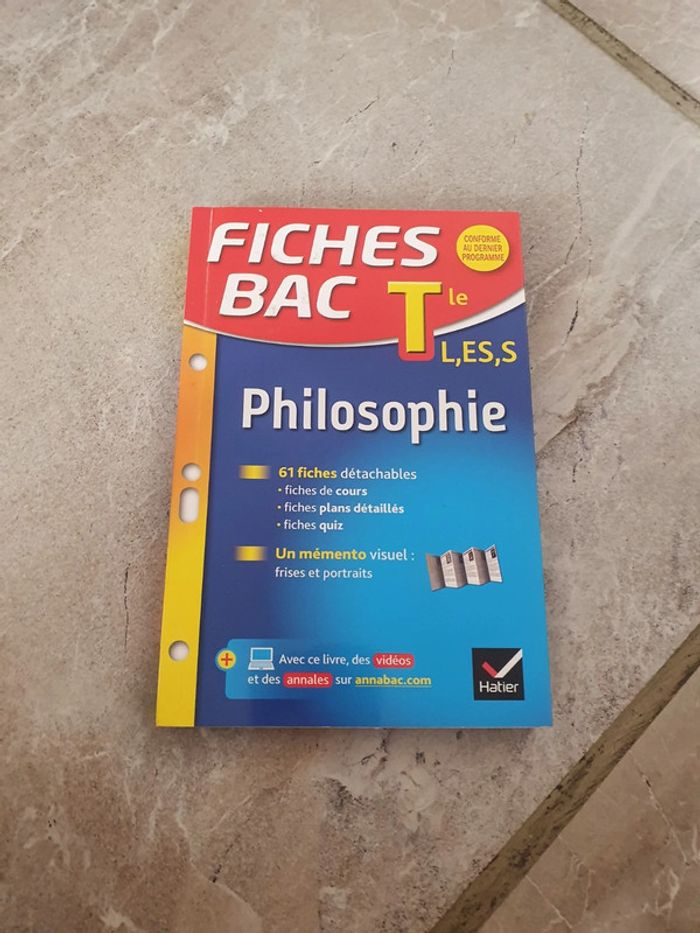 FICHES
BAC
CONFORME
AU DERNIER
PROGRAMME
Tle
L,ES,S
Philosophie
61 fiches détachables
• fiches de cours
• fiches plans détaillés
• fiches quiz
Un mémento visuel :
frises et portraits
+ Avec ce livre, des vidéos
et des annales sur annabac.com
Hatier